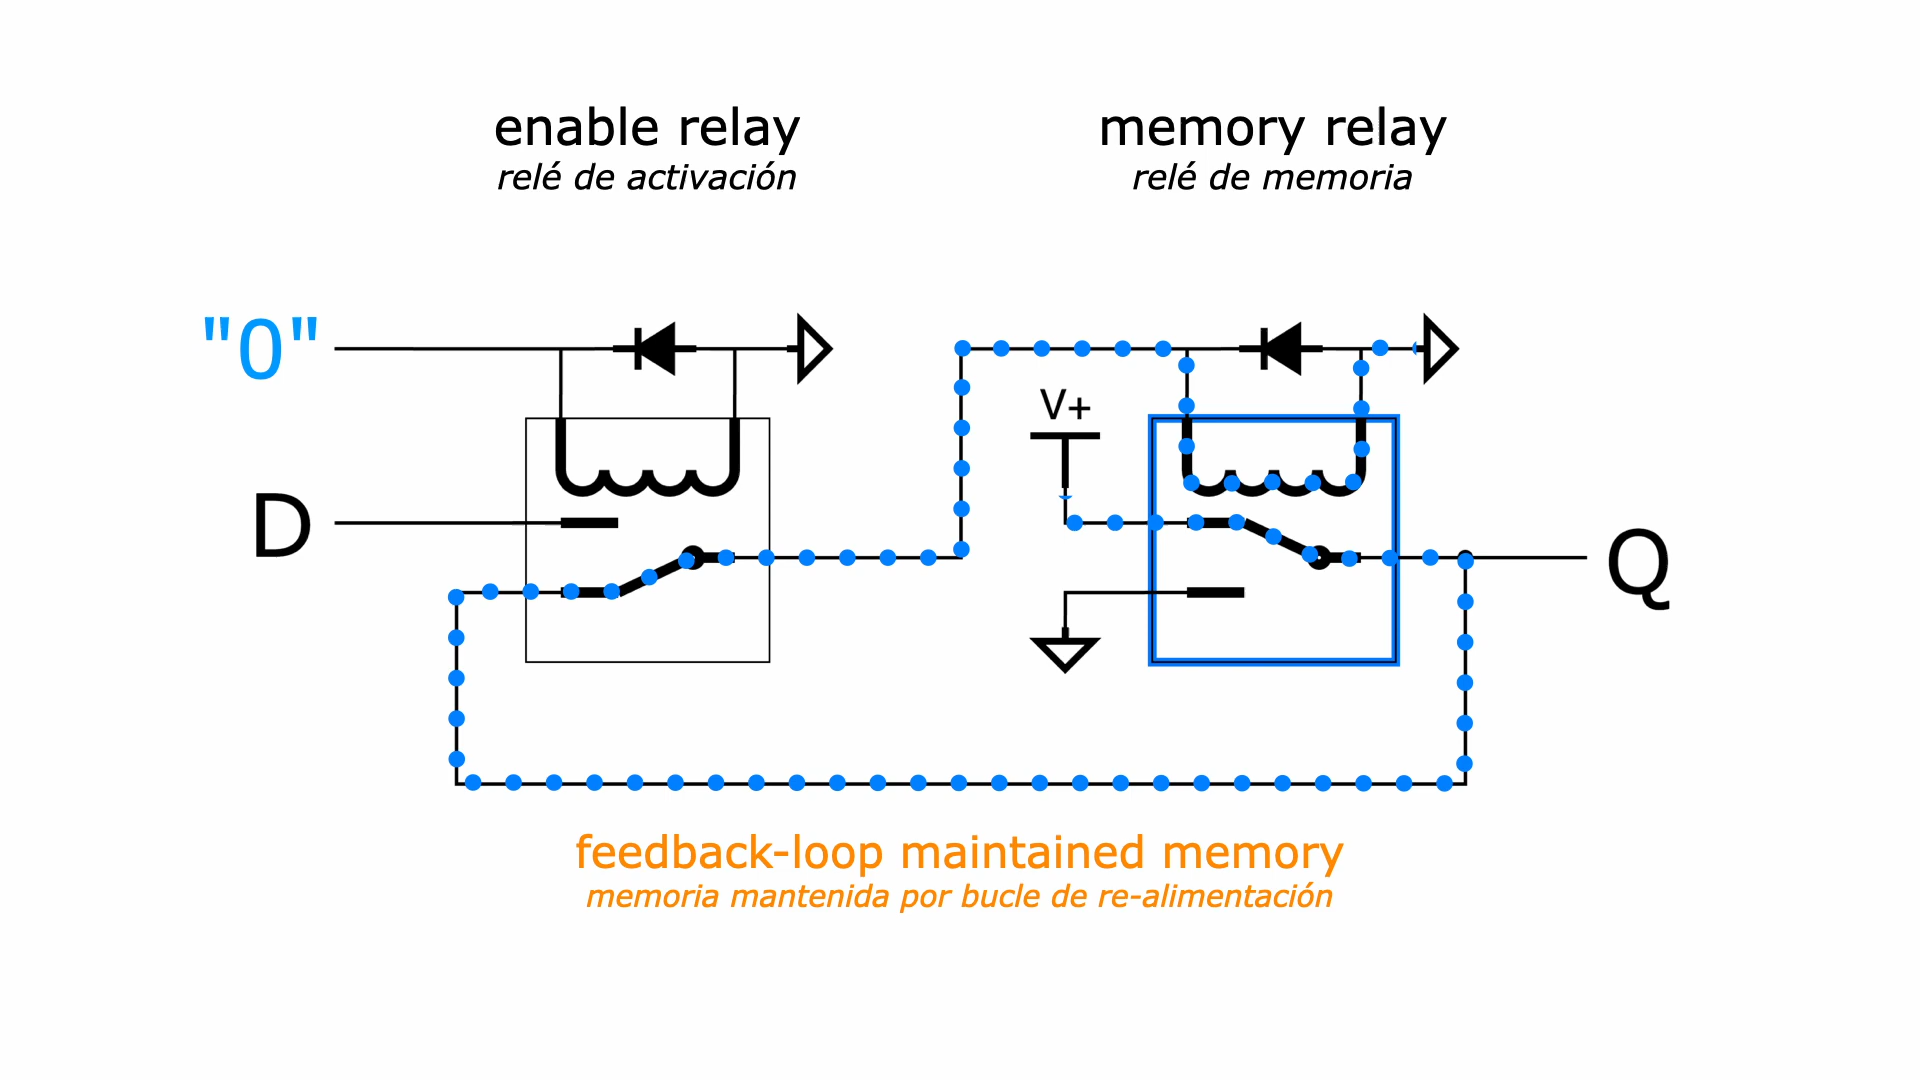 enable relay
relé de activación
memory relay
relé de memoria
"0"
V+
D
Q
feedback-loop maintained memory
memoria mantenida por bucle de re-alimentación